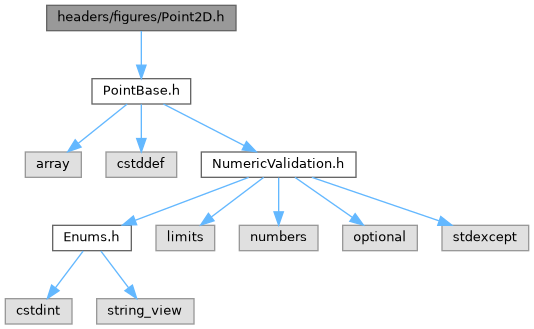 headers/figures/Point2D.h
PointBase.h
array
cstddef
NumericValidation.h
Enums.h
limits
numbers
optional
stdexcept
cstdint
string_view